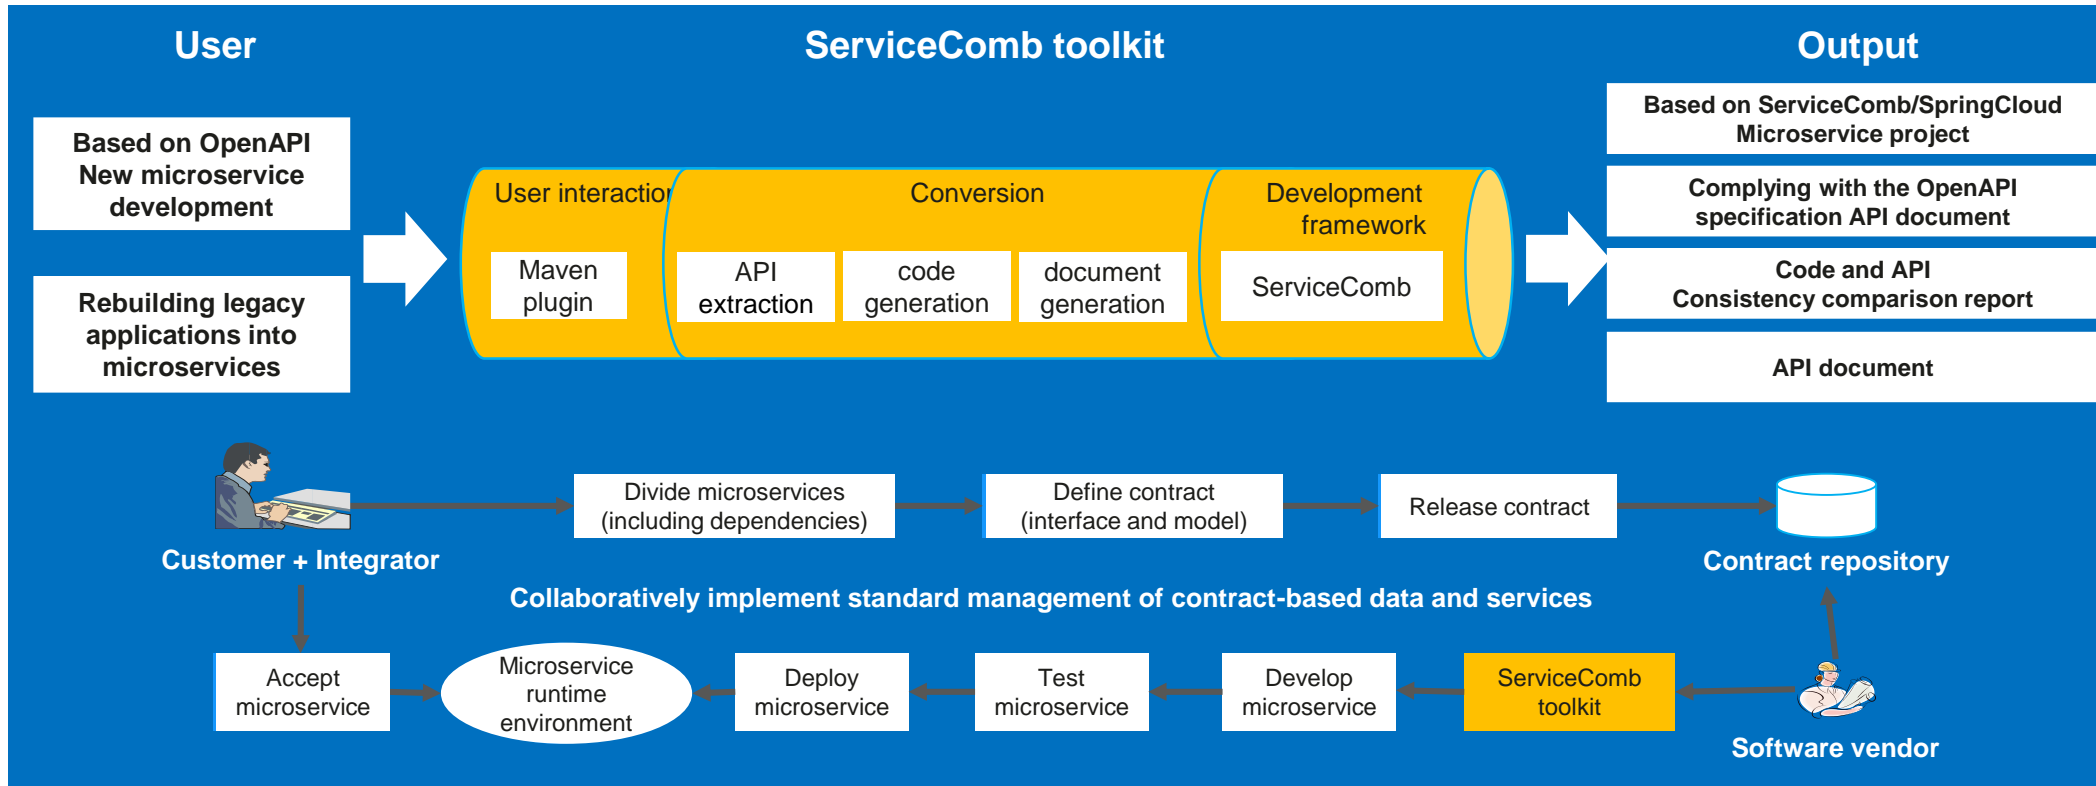 User
ServiceComb toolkit
Output
Based on OpenAPI
New microservice
development
Rebuilding legacy
applications into
microservices
User interaction
Maven
plugin
Conversion
API
extraction
code
generation
document
generation
Development
framework
ServiceComb
Based on ServiceComb/SpringCloud
Microservice project
Complying with the OpenAPI
specification API document
Code and API
Consistency comparison report
API document
Customer + Integrator
Divide microservices
(including dependencies)
Define contract
(interface and model)
Release contract
Contract repository
Collaboratively implement standard management of contract-based data and services
Accept
microservice
Microservice
runtime
environment
Deploy
microservice
Test
microservice
Develop
microservice
ServiceComb
toolkit
Software vendor